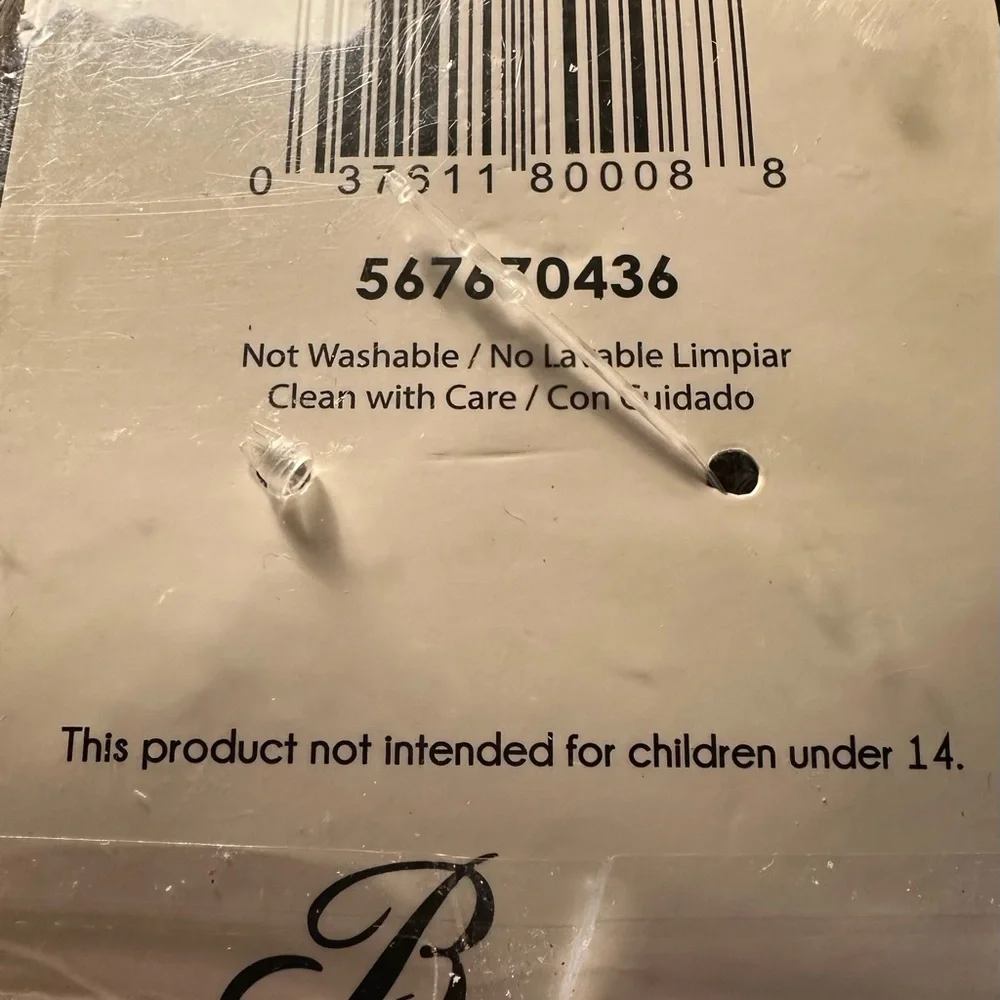 0 37611 80008 8
567670436
Not Washable / No Lavable Limpiar
Clean with Care / Con Cuidado
This product not intended for children under 14.
B